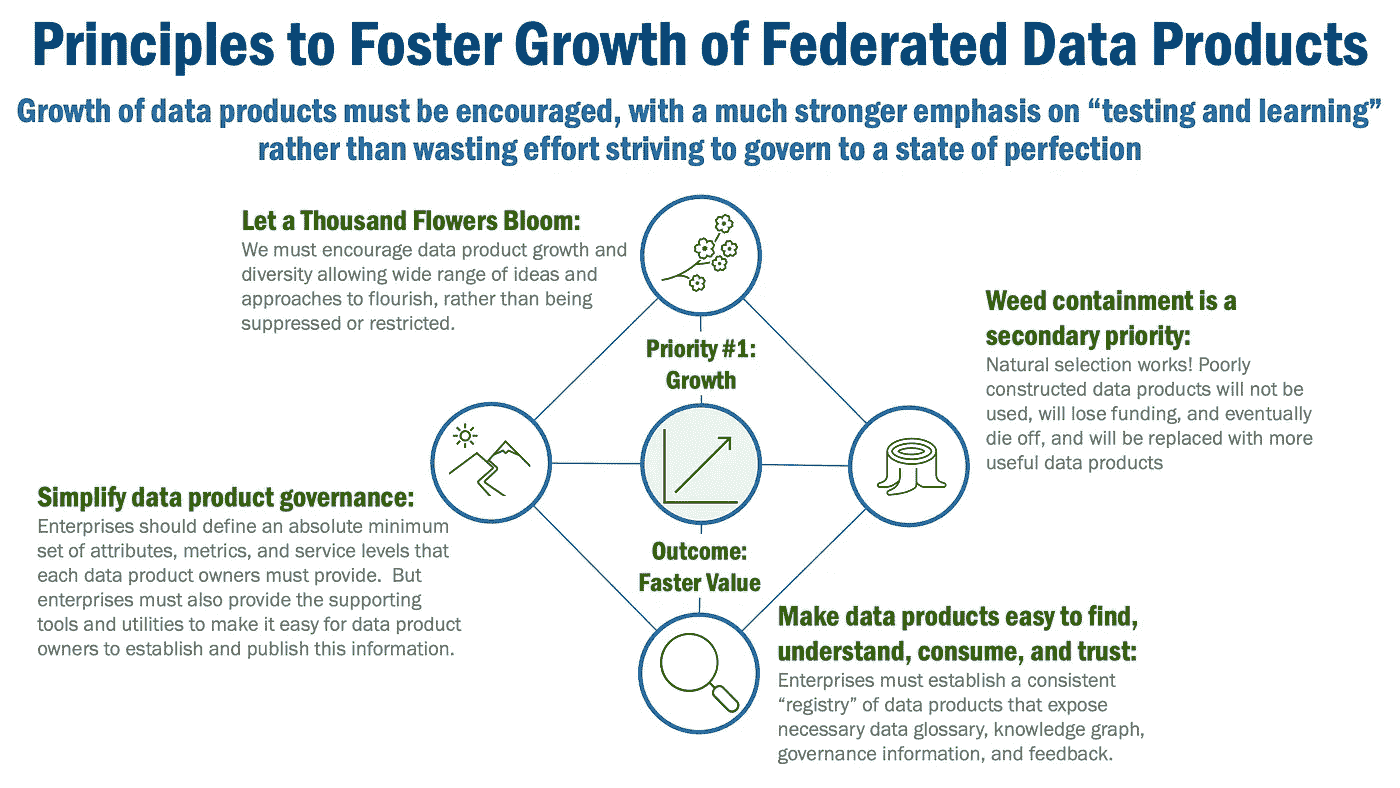 Principles to Foster Growth of Federated Data Products
Growth of data products must be encouraged, with a much stronger emphasis on “testing and learning”
rather than wasting effort striving to govern to a state of perfection
Let a Thousand Flowers Bloom:
We must encourage data product growth and
diversity allowing wide range of ideas and
approaches to flourish, rather than being
suppressed or restricted.
Weed containment is a
secondary priority:
Natural selection works! Poorly
constructed data products will not be
used, will lose funding, and eventually
die off, and will be replaced with more
useful data products
Priority #1:
Growth
Simplify data product governance:
Enterprises should define an absolute minimum
set of attributes, metrics, and service levels that
each data product owners must provide.  But
enterprises must also provide the supporting
tools and utilities to make it easy for data product
owners to establish and publish this information.
Outcome:
Faster Value
Make data products easy to find,
understand, consume, and trust:
Enterprises must establish a consistent
“registry” of data products that expose
necessary data glossary, knowledge graph,
governance information, and feedback.